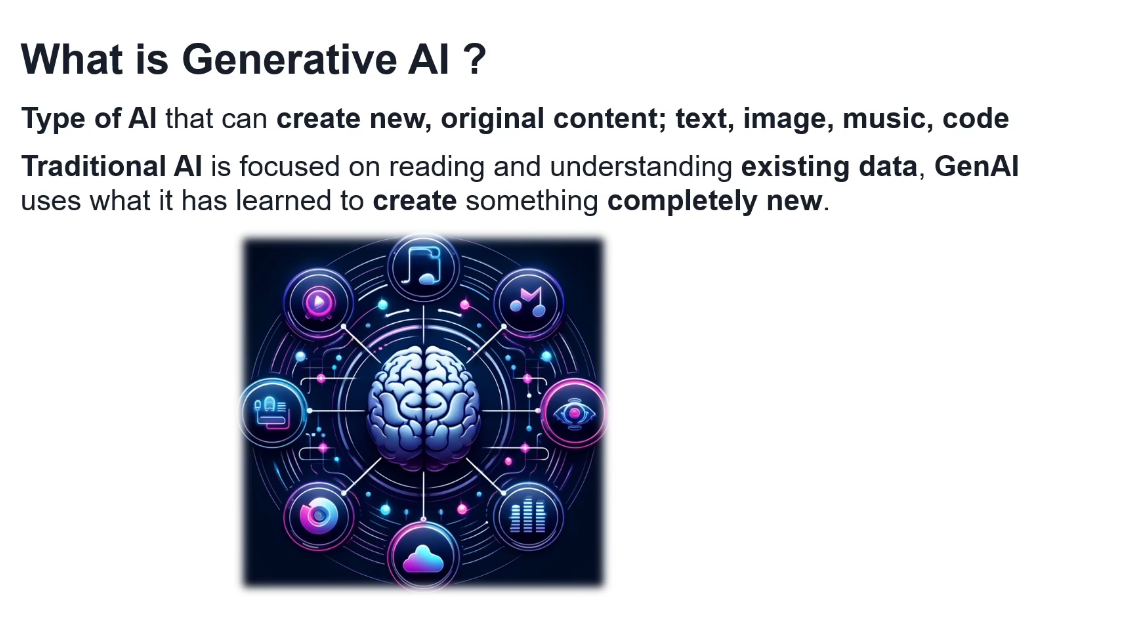 What is Generative AI ?
Type of AI that can create new, original content; text, image, music, code
Traditional AI is focused on reading and understanding existing data, GenAI
uses what it has learned to create something completely new.